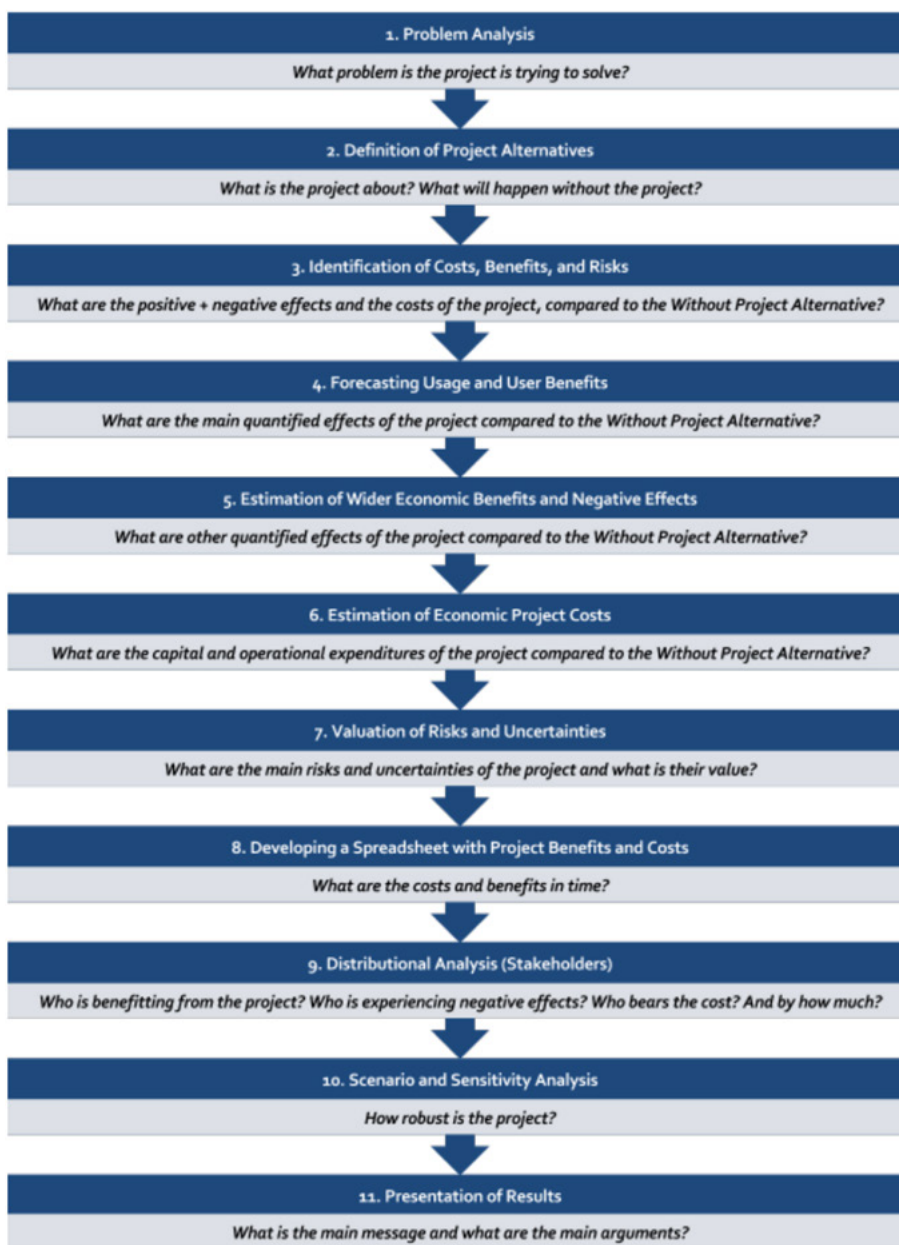 1. Problem Analysis
What problem is the project is trying to solve?
2. Definition of Project Alternatives
What is the project about? What will happen without the project?
3. Identification of Costs, Benefits, and Risks
What are the positive + negative effects and the costs of the project, compared to the Without Project Alternative?
4. Forecasting Usage and User Benefits
What are the main quantified effects of the project compared to the Without Project Alternative?
5. Estimation of Wider Economic Benefits and Negative Effects
What are other quantified effects of the project compared to the Without Project Alternative?
6. Estimation of Economic Project Costs
What are the capital and operational expenditures of the project compared to the Without Project Alternative?
7. Valuation of Risks and Uncertainties
What are the main risks and uncertainties of the project and what is their value?
8. Developing a Spreadsheet with Project Benefits and Costs
What are the costs and benefits in time?
9. Distributional Analysis (Stakeholders)
Who is benefitting from the project? Who is experiencing negative effects? Who bears the cost? And by how much?
10. Scenario and Sensitivity Analysis
How robust is the project?
11. Presentation of Results
What is the main message and what are the main arguments?